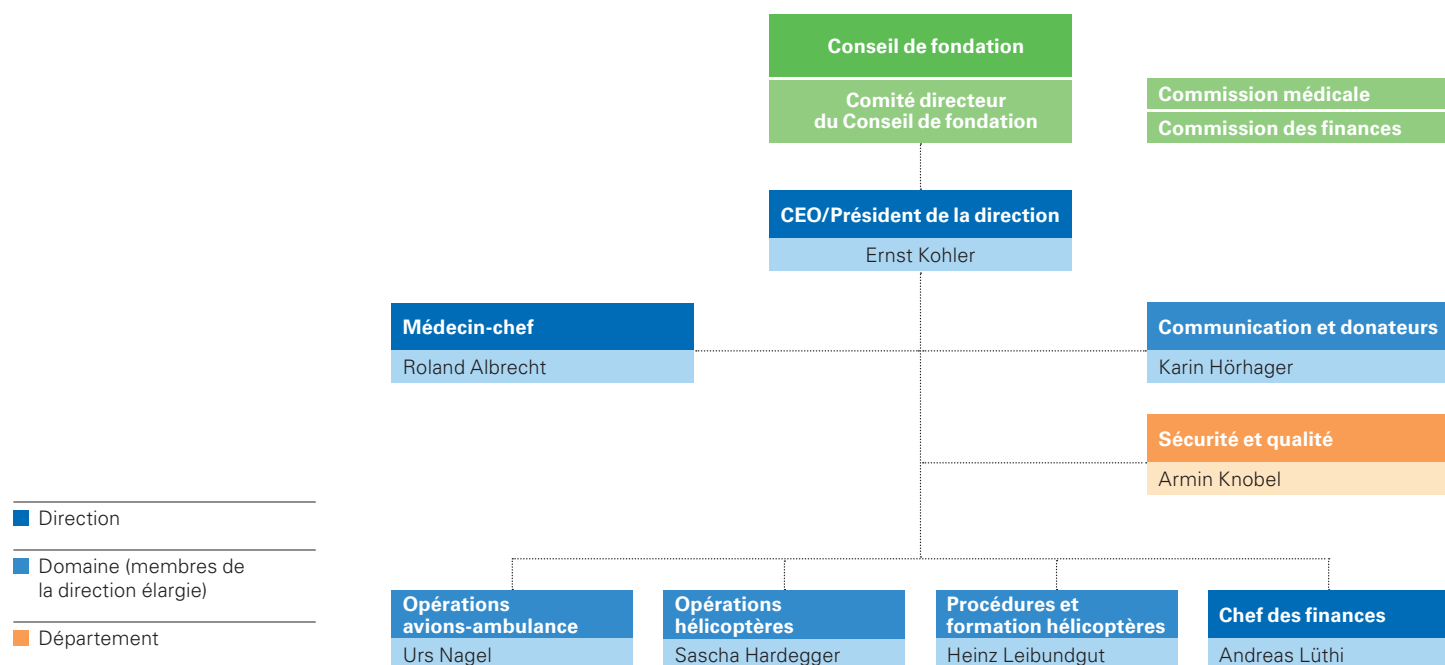 Conseil de fondation
Comité directeur
du Conseil de fondation
Commission médicale
Commission des finances
CEO/Président de la direction
Ernst Kohler
Médecin-chef
Roland Albrecht
Communication et donateurs
Karin Hörhager
Sécurité et qualité
Armin Knobel
Direction
Domaine (membres de
la direction élargie)
Département
Opérations
avions-ambulance
Urs Nagel
Opérations
hélicoptères
Sascha Hardegger
Procédures et
formation hélicoptères
Heinz Leibundgut
Chef des finances
Andreas Lüthi